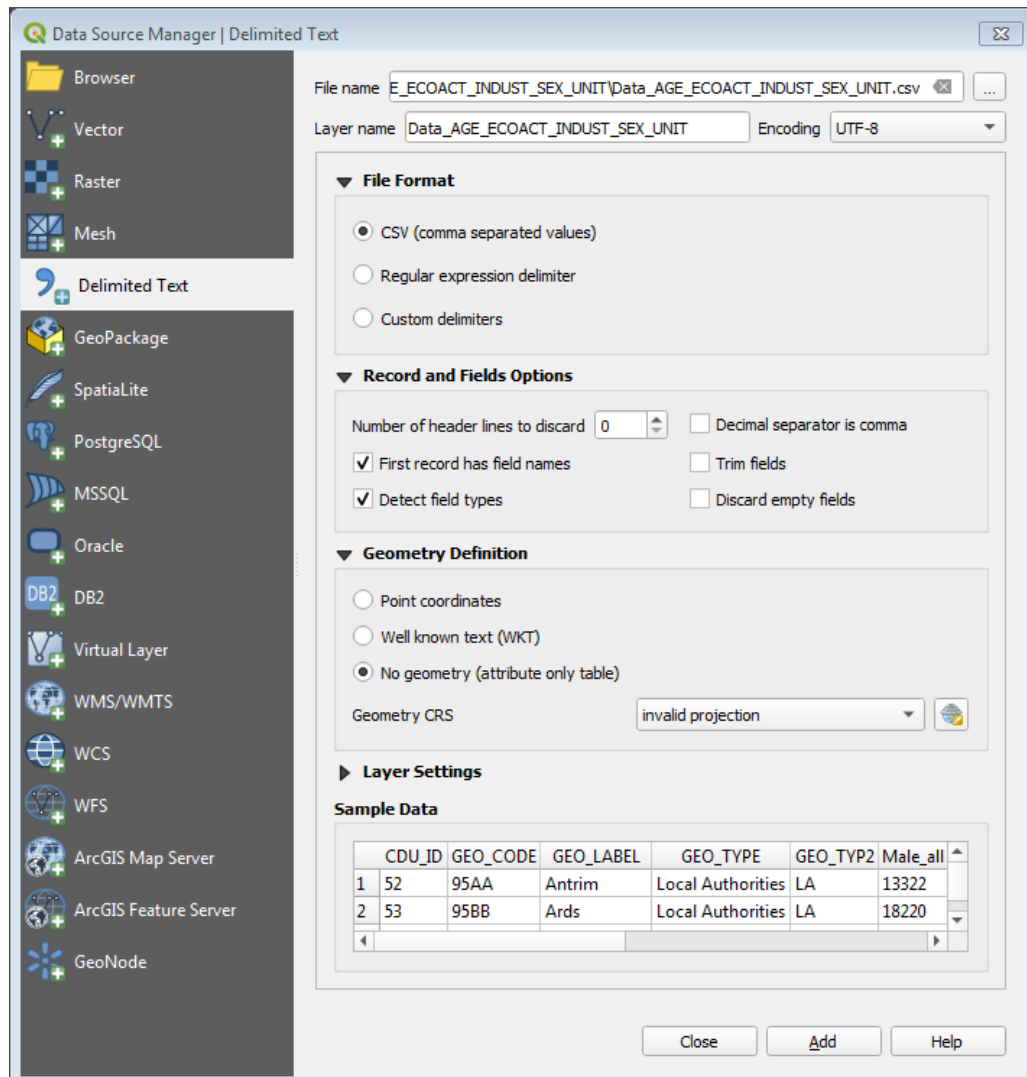 Data Source Manager | Delimited Text
Browser
Vector
Raster
Mesh
Delimited Text
GeoPackage
SpatiaLite
PostgreSQL
MSSQL
Oracle
DB2 DB2
Virtual Layer
WMS/WMTS
WCS
WFS
ArcGIS Map Server
ArcGIS Feature Server
GeoNode
File name E_ECOACT_INDUST_SEX_UNIT\Data_AGE_ECOACT_INDUST_SEX_UNIT.csv ...
Layer name Data_AGE_ECOACT_INDUST_SEX_UNIT Encoding UTF-8
File Format
CSV (comma separated values)
Regular expression delimiter
Custom delimiters
Record and Fields Options
Number of header lines to discard 0 Decimal separator is comma
First record has field names Trim fields
Detect field types Discard empty fields
Geometry Definition
Point coordinates
Well known text (WKT)
No geometry (attribute only table)
Geometry CRS invalid projection
Layer Settings
Sample Data
CDU_ID GEO_CODE GEO_LABEL GEO_TYPE GEO_TYP2 Male_all
1 52 95AA Antrim Local Authorities LA 13322
2 53 95BB Ards Local Authorities LA 18220
Close Add Help